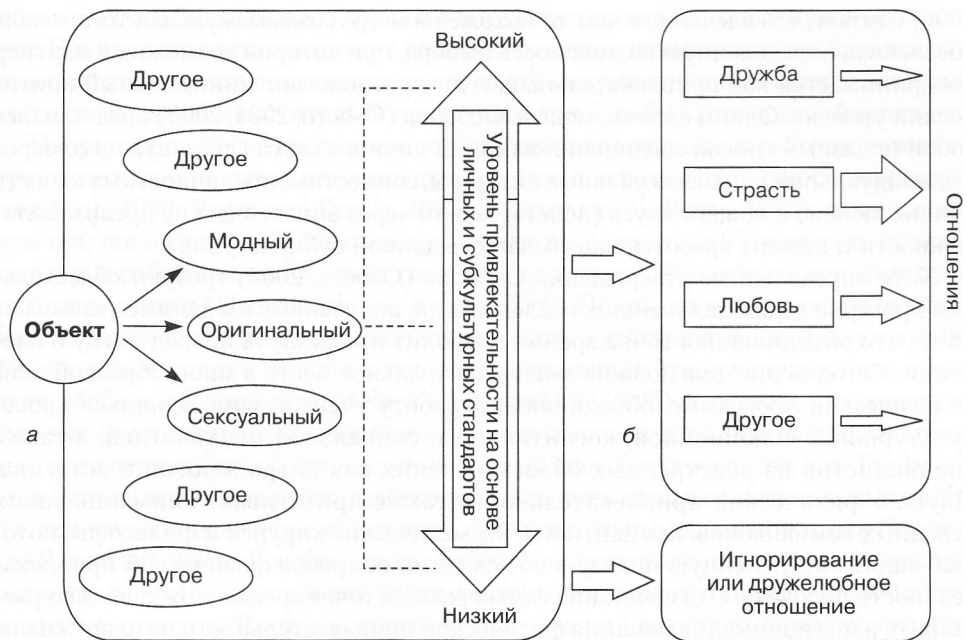 Высокий
Другое
Другое
Модный
Объект
Оригинальный
Сексуальный
а
Другое
Другое
Уровень привлекательности на основе
личных и субкультурных стандартов
Низкий
Дружба
Страсть
Любовь
б
Другое
Отношения
Игнорирование
или дружелюбное
отношение